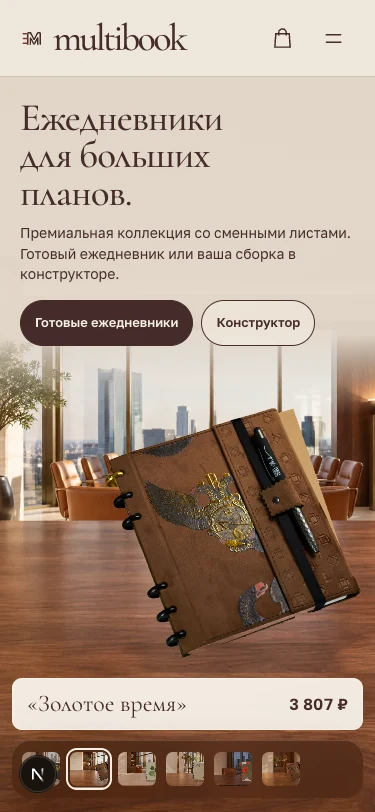 multibook
Ежедневники
для больших
планов.
Премиальная коллекция со сменными листами.
Готовый ежедневник или ваша сборка в
конструкторе.
Готовые ежедневники
Конструктор
«Золотое время»
3 807 ₽
N